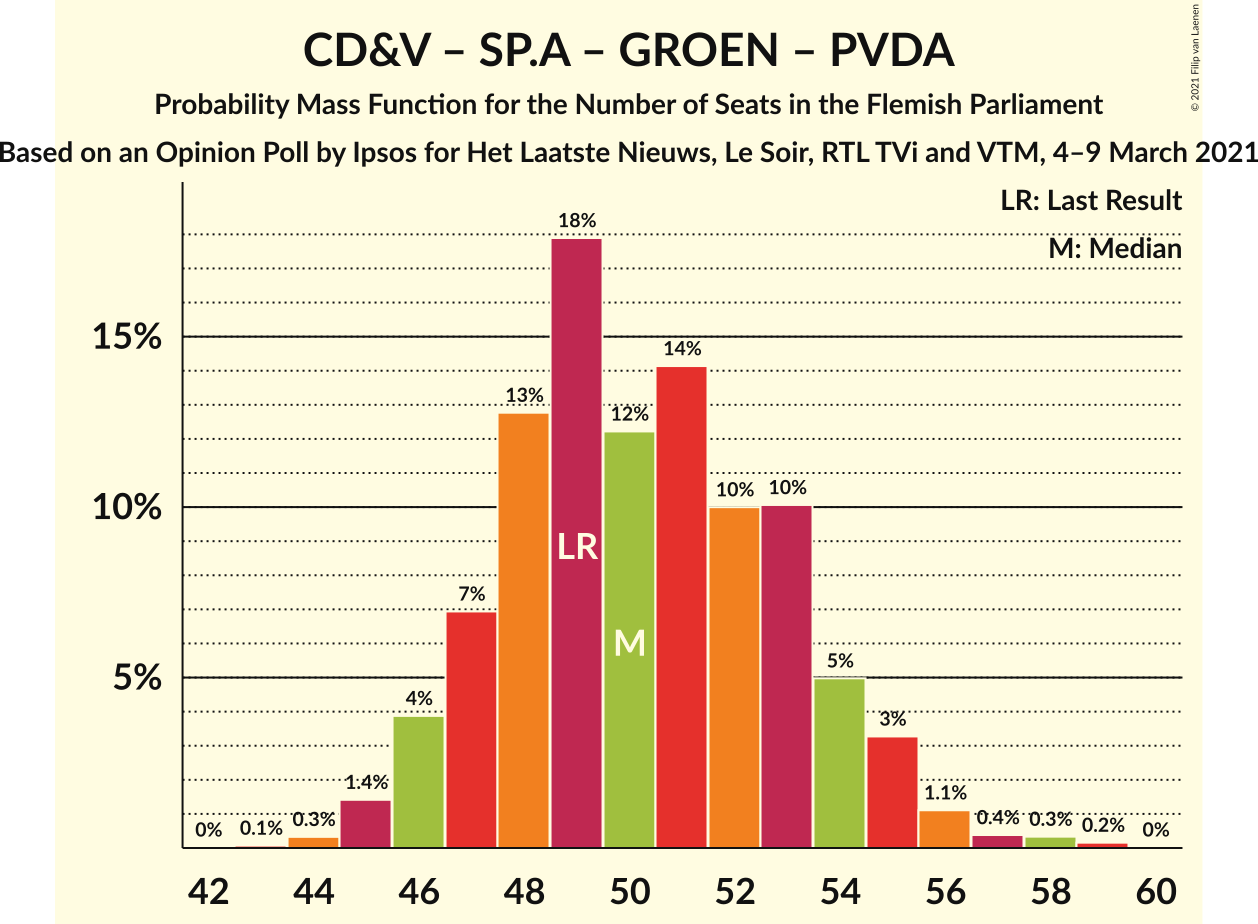 CD&V – SP.A – GROEN – PVDA
Probability Mass Function for the Number of Seats in the Flemish Parliament
Based on an Opinion Poll by Ipsos for Het Laatste Nieuws, Le Soir, RTL TVi and VTM, 4–9 March 2021
© 2021 Filip van Laenen
LR: Last Result
M: Median
15%
10%
5%
0%
0.1%
0.3%
1.4%
4%
7%
13%
18%
12%
14%
10%
10%
5%
3%
1.1%
0.4%
0.3%
0.2%
0%
LR
M
42 44 46 48 50 52 54 56 58 60